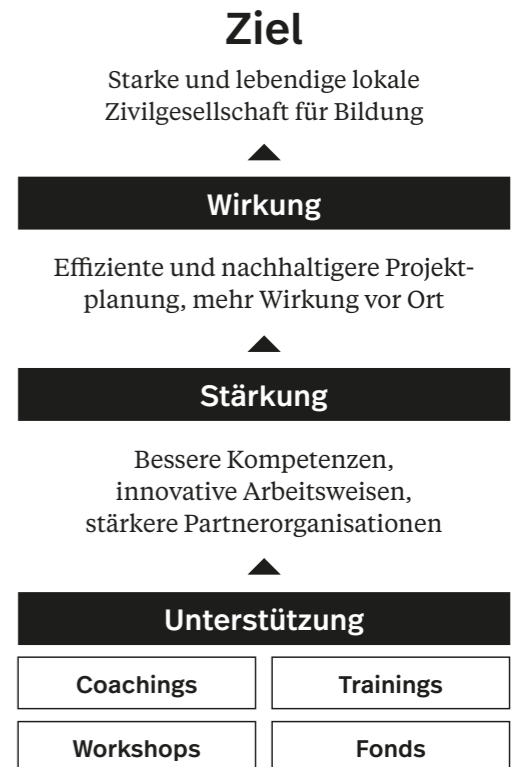 Ziel
Starke und lebendige lokale
Zivilgesellschaft für Bildung
Wirkung
Effiziente und nachhaltigere Projekt-
planung, mehr Wirkung vor Ort
Stärkung
Bessere Kompetenzen,
innovative Arbeitsweisen,
stärkere Partnerorganisationen
Unterstützung
Coachings
Trainings
Workshops
Fonds